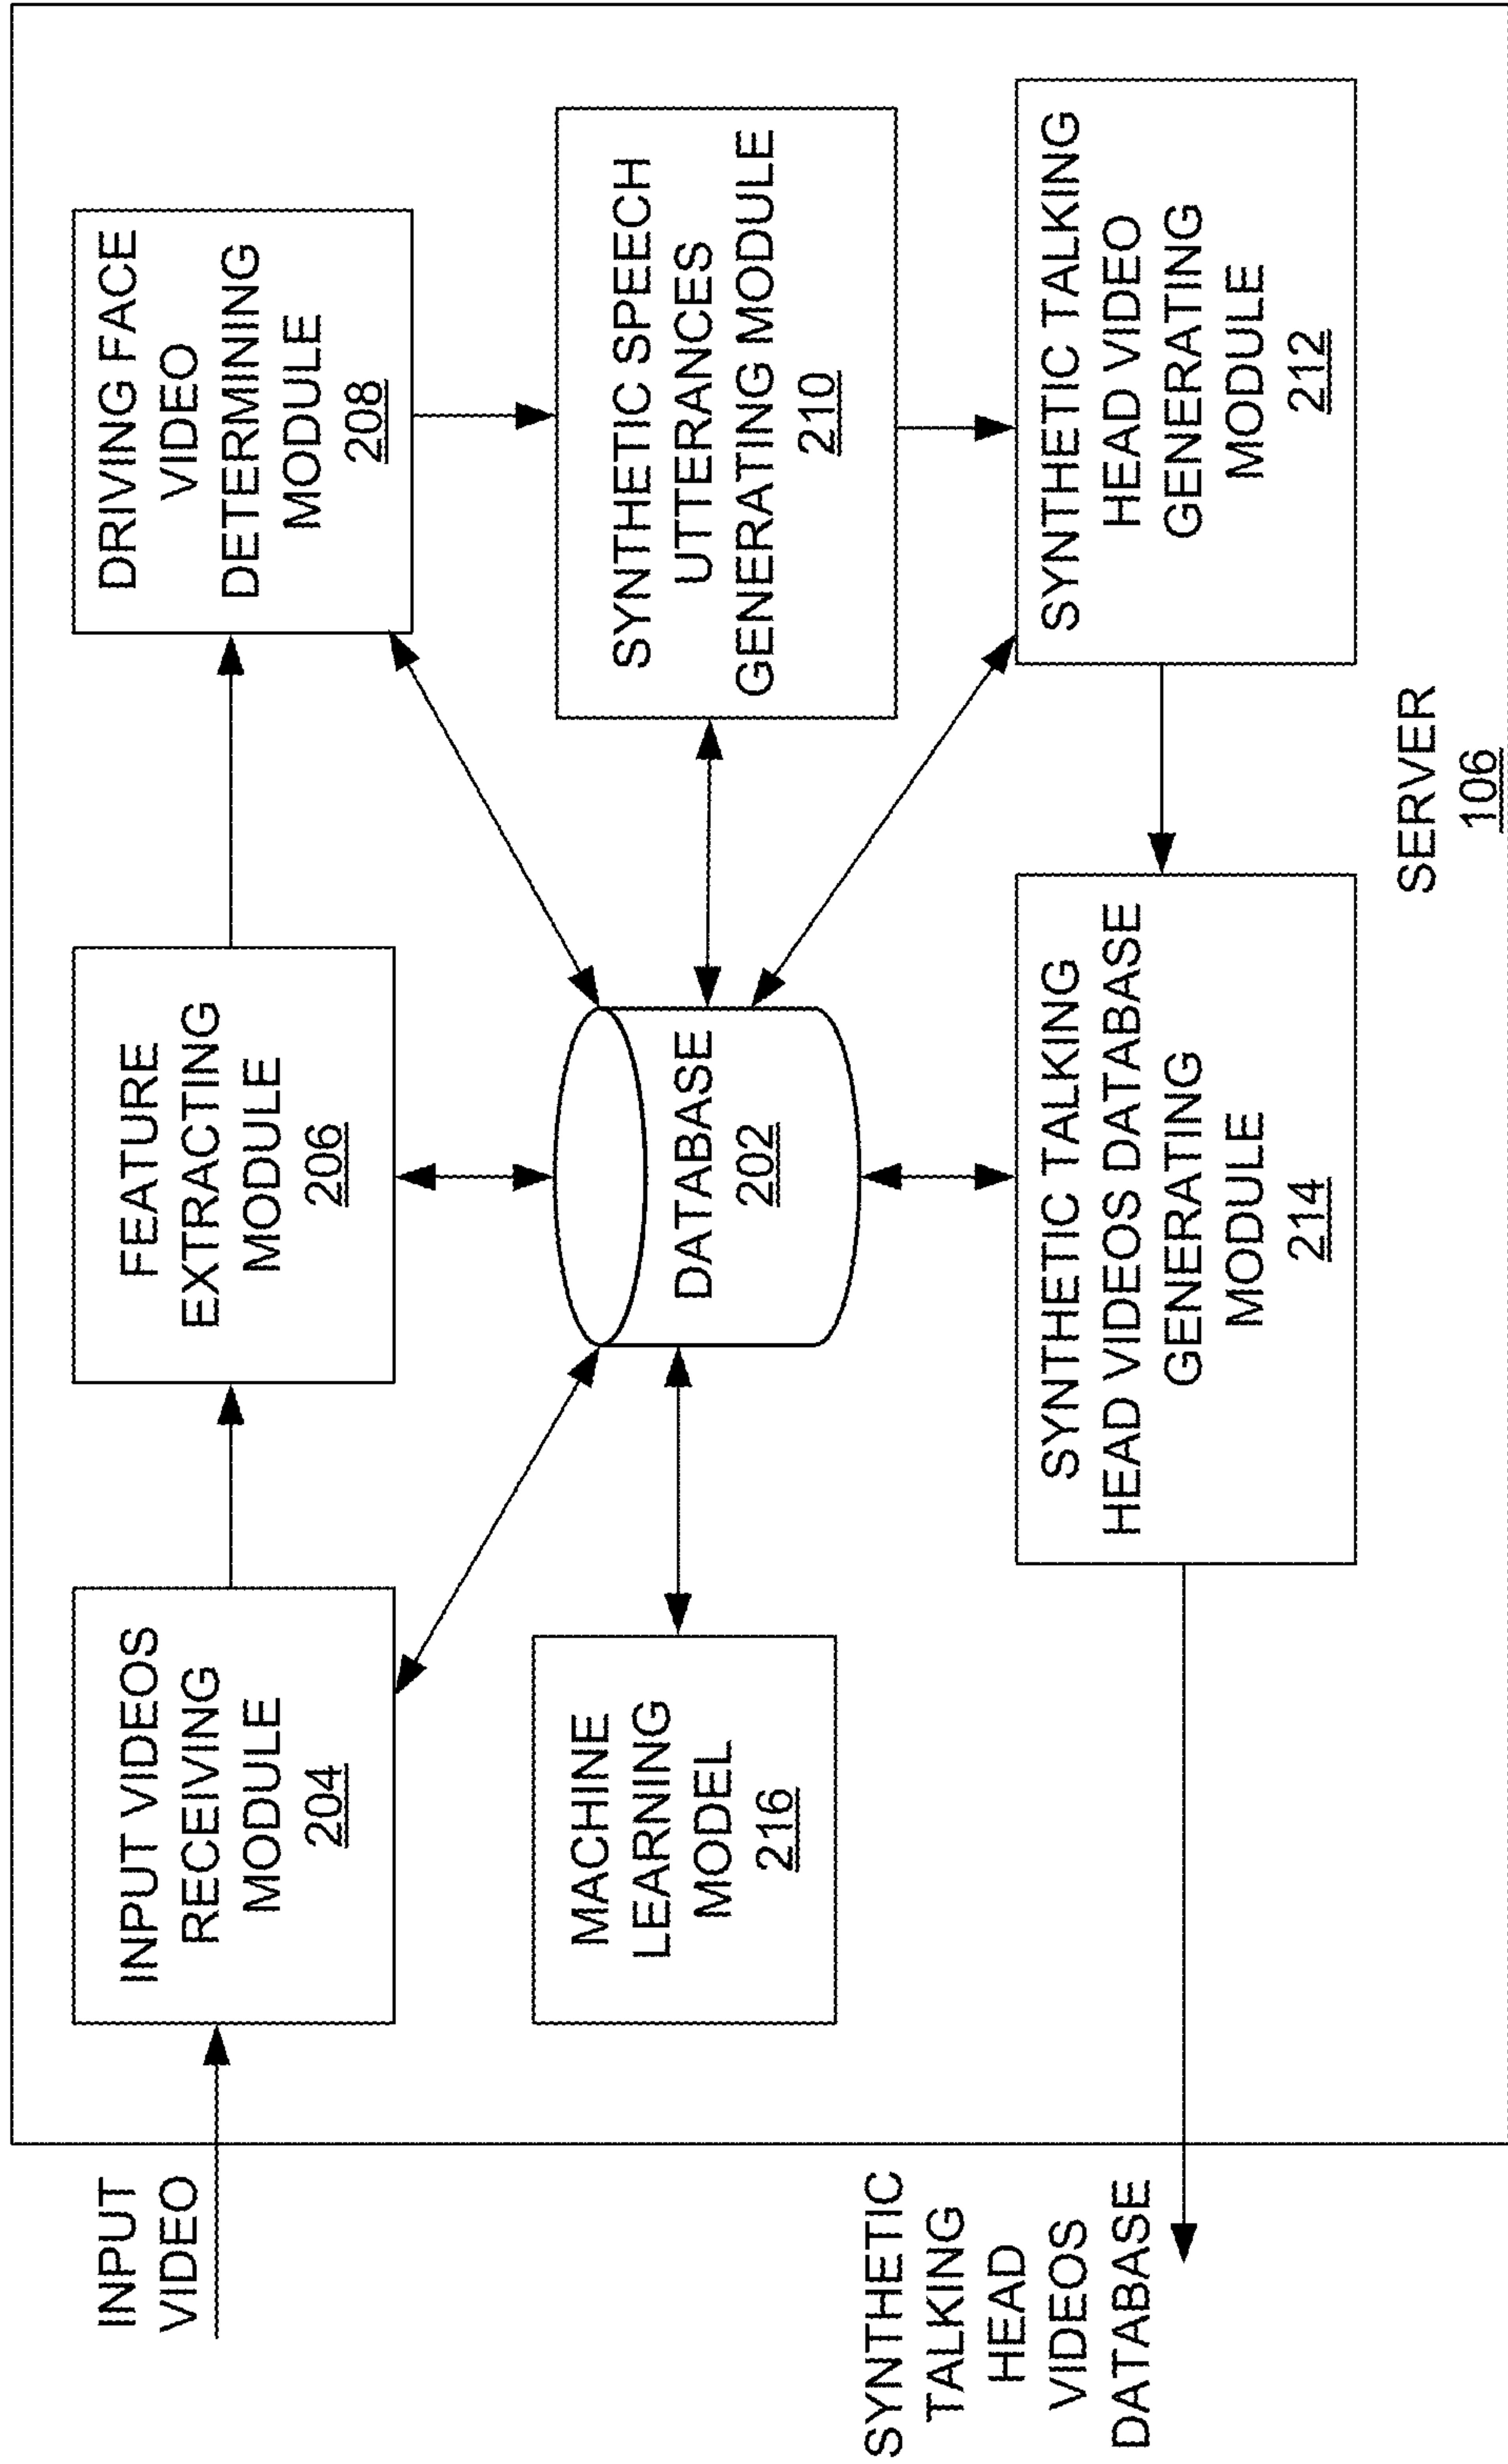 INPUT
VIDEO
INPUT VIDEOS
RECEIVING
MODULE
204
FEATURE
EXTRACTING
MODULE
206
DRIVING FACE
VIDEO
DETERMINING
MODULE
208
MACHINE
LEARNING
MODEL
216
DATABASE
202
SYNTHETIC SPEECH
UTTERANCES
GENERATING MODULE
210
SYNTHETIC
TALKING
HEAD
VIDEOS
DATABASE
SYNTHETIC TALKING
HEAD VIDEOS DATABASE
GENERATING
MODULE
214
SYNTHETIC TALKING
HEAD VIDEO
GENERATING
MODULE
212
SERVER
106